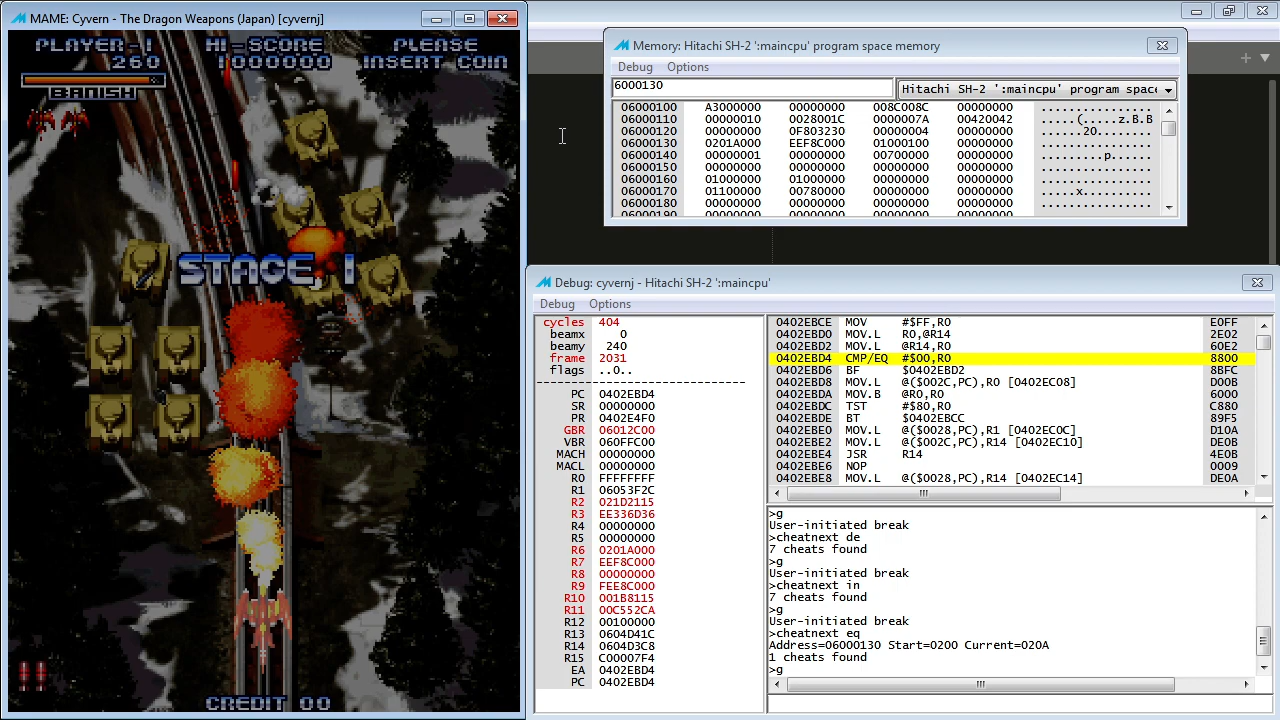 MAME: Cyvern - The Dragon Weapons (Japan) [cyvernj]
PLAYER-1 HI-SCORE PLEASE
260 1000000 INSERT COIN
BANISH
STAGE 1
CREDIT 00
Memory: Hitachi SH-2 ':maincpu' program space memory
Debug Options
6000130 Hitachi SH-2 ':maincpu' program space
06000100 A3000000 00000000 008C008C 00000000 ................
06000110 00000010 0028001C 0000007A 00420042 .....(.....z.B.B
06000120 00000000 0F803230 00000004 00000000 ......20........
06000130 0201A000 EEF8C000 01000100 00000000 ................
06000140 00000001 00000000 00700000 00000000 .........p......
06000150 00000000 00000000 00000000 00000000 ................
06000160 01000000 01000000 00000000 00000000 ................
06000170 01100000 00780000 00000000 00000000 .....x..........
06000180 00000000 00000000 00000000 00000000 ................
Debug: cyvernj - Hitachi SH-2 ':maincpu'
Debug Options
cycles 404
beamx 0
beamy 240
frame 2031
flags ..0..
PC 0402EBD4
SR 00000000
PR 0402E4F0
GBR 06012C00
VBR 060FFC00
MACH 00000000
MACL 00000000
R0 FFFFFFFF
R1 06053F2C
R2 021D2115
R3 EE336D36
R4 00000000
R5 00000000
R6 0201A000
R7 EEF8C000
R8 00000000
R9 FEE8C000
R10 001B8115
R11 00C552CA
R12 00100000
R13 0604D41C
R14 0604D3C8
R15 C00007F4
EA 0402EBD4
PC 0402EBD4
0402EBCE MOV #$FF,R0 E0FF
0402EBD0 MOV.L R0,@R14 2E02
0402EBD2 MOV.L @R14,R0 60E2
0402EBD4 CMP/EQ #$00,R0 8800
0402EBD6 BF $0402EBD2 8BFC
0402EBD8 MOV.L @($002C,PC),R0 [0402EC08] D00B
0402EBDA MOV.B @R0,R0 6000
0402EBDC TST #$80,R0 C880
0402EBDE BT $0402EBCC 89F5
0402EBE0 MOV.L @($0028,PC),R1 [0402EC0C] D10A
0402EBE2 MOV.L @($002C,PC),R14 [0402EC10] DE0B
0402EBE4 JSR R14 4E0B
0402EBE6 NOP 0009
0402EBE8 MOV.L @($0028,PC),R14 [0402EC14] DE0A
>g
User-initiated break
>cheatnext de
7 cheats found
>g
User-initiated break
>cheatnext in
7 cheats found
>g
User-initiated break
>cheatnext eq
Address=06000130 Start=0200 Current=020A
1 cheats found
>g